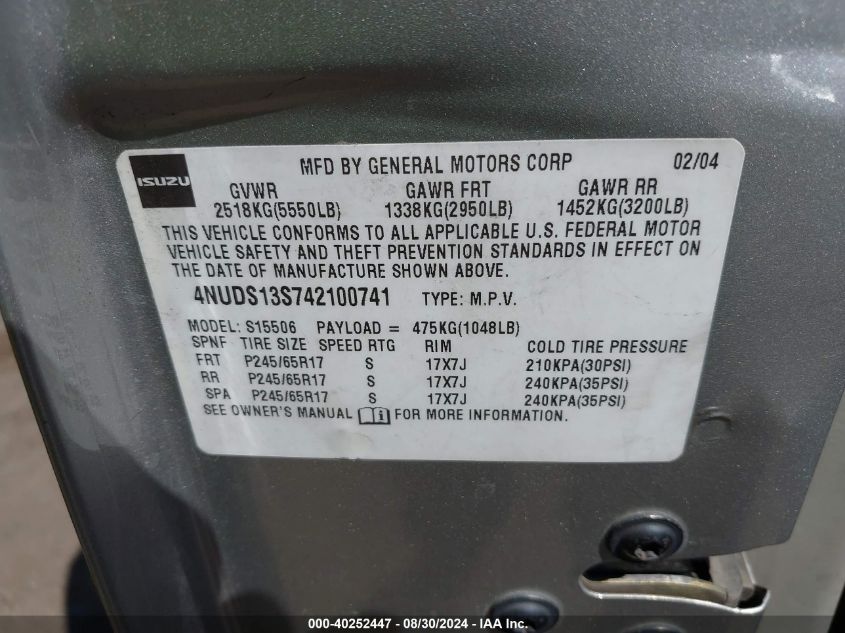 MFD BY GENERAL MOTORS CORP 02/04
ISUZU
GVWR GAWR FRT GAWR RR
2518KG(5550LB) 1338KG(2950LB) 1452KG(3200LB)
THIS VEHICLE CONFORMS TO ALL APPLICABLE U.S. FEDERAL MOTOR
VEHICLE SAFETY AND THEFT PREVENTION STANDARDS IN EFFECT ON
THE DATE OF MANUFACTURE SHOWN ABOVE.
4NUDS13S742100741 TYPE: M.P.V.
MODEL: S15506 PAYLOAD = 475KG(1048LB)
SPNF TIRE SIZE SPEED RTG RIM COLD TIRE PRESSURE
FRT P245/65R17 S 17X7J 210KPA(30PSI)
RR P245/65R17 S 17X7J 240KPA(35PSI)
SPA P245/65R17 S 17X7J 240KPA(35PSI)
SEE OWNER'S MANUAL i FOR MORE INFORMATION.
000-40252447 - 08/30/2024 - IAA Inc.